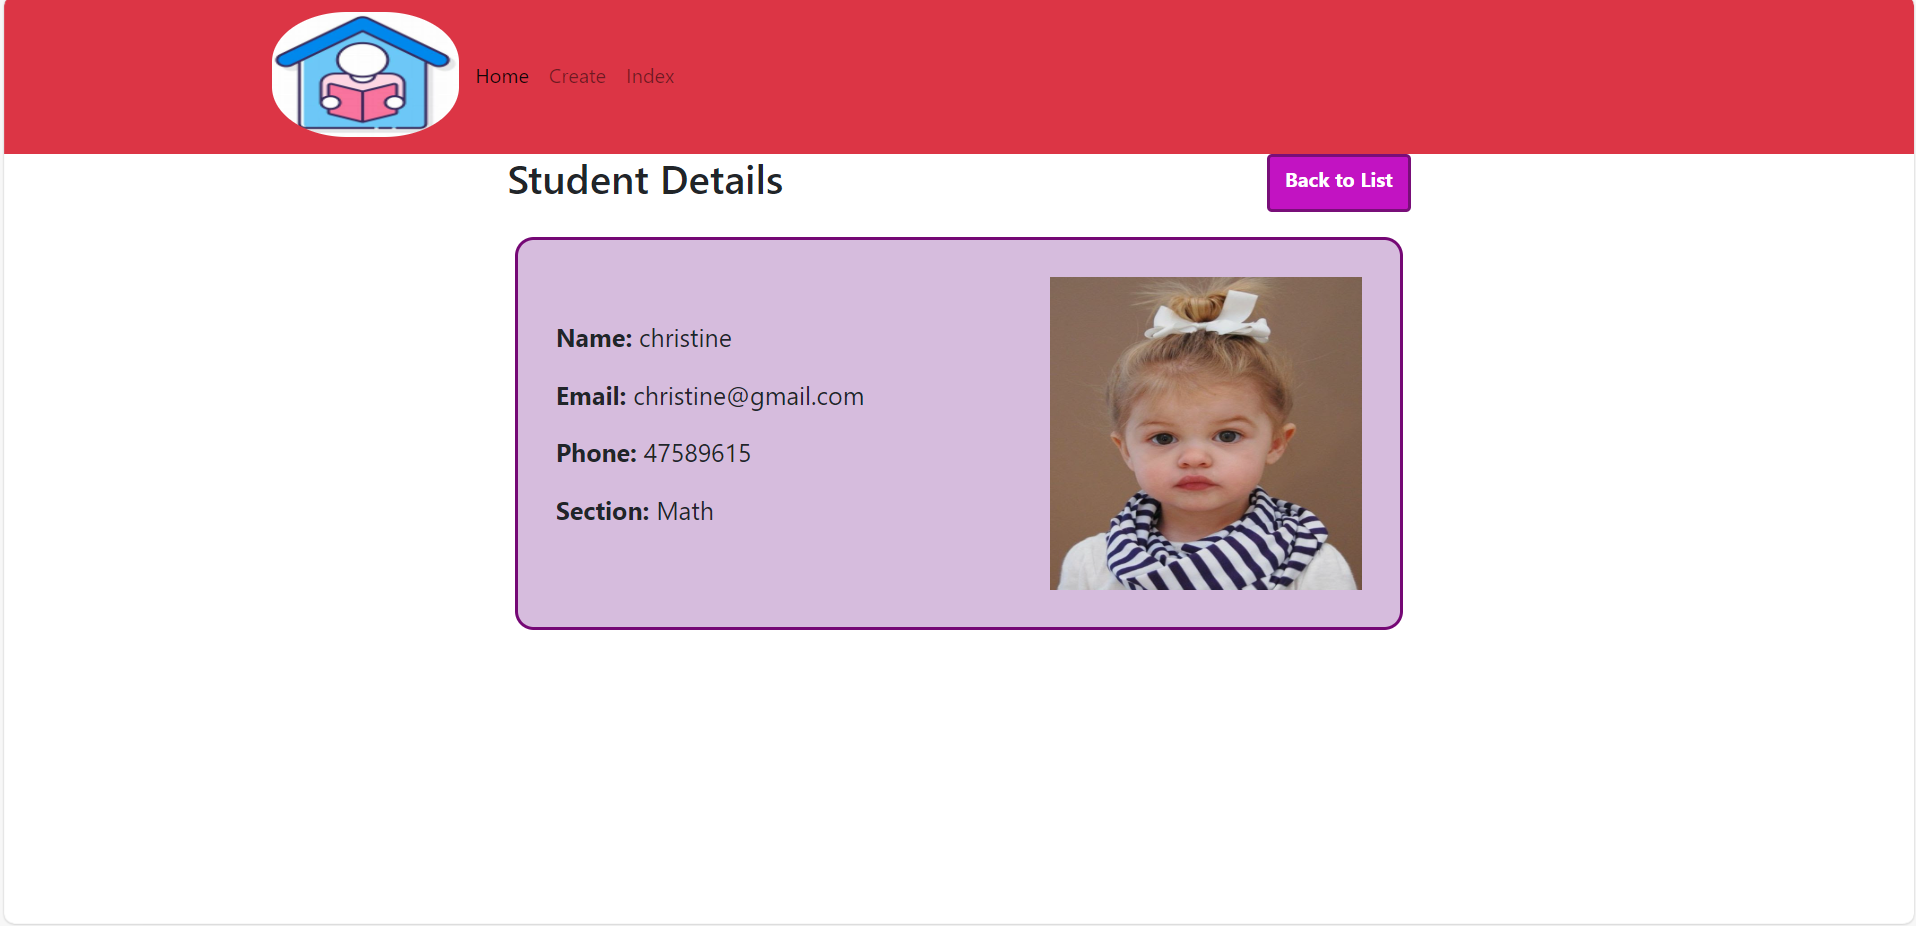 Home Create Index
Student Details
Back to List
Name: christine
Email: christine@gmail.com
Phone: 47589615
Section: Math